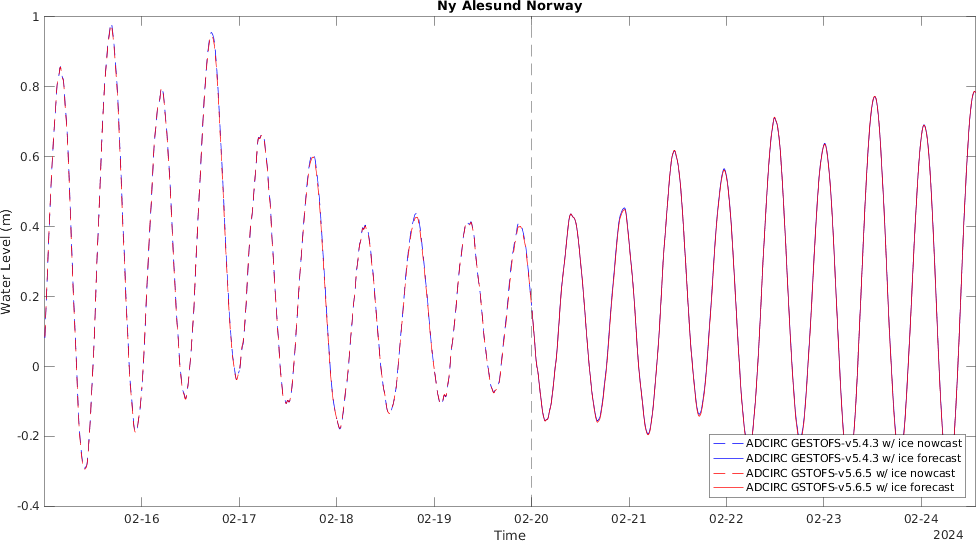 Ny Alesund Norway
Water Level (m)
1
0.8
0.6
0.4
0.2
0
-0.2
-0.4
ADCIRC GESTOFS-v5.4.3 w/ ice nowcast
ADCIRC GESTOFS-v5.4.3 w/ ice forecast
ADCIRC GSTOFS-v5.6.5 w/ ice nowcast
ADCIRC GSTOFS-v5.6.5 w/ ice forecast
02-16 02-17 02-18 02-19 02-20 02-21 02-22 02-23 02-24
Time
2024